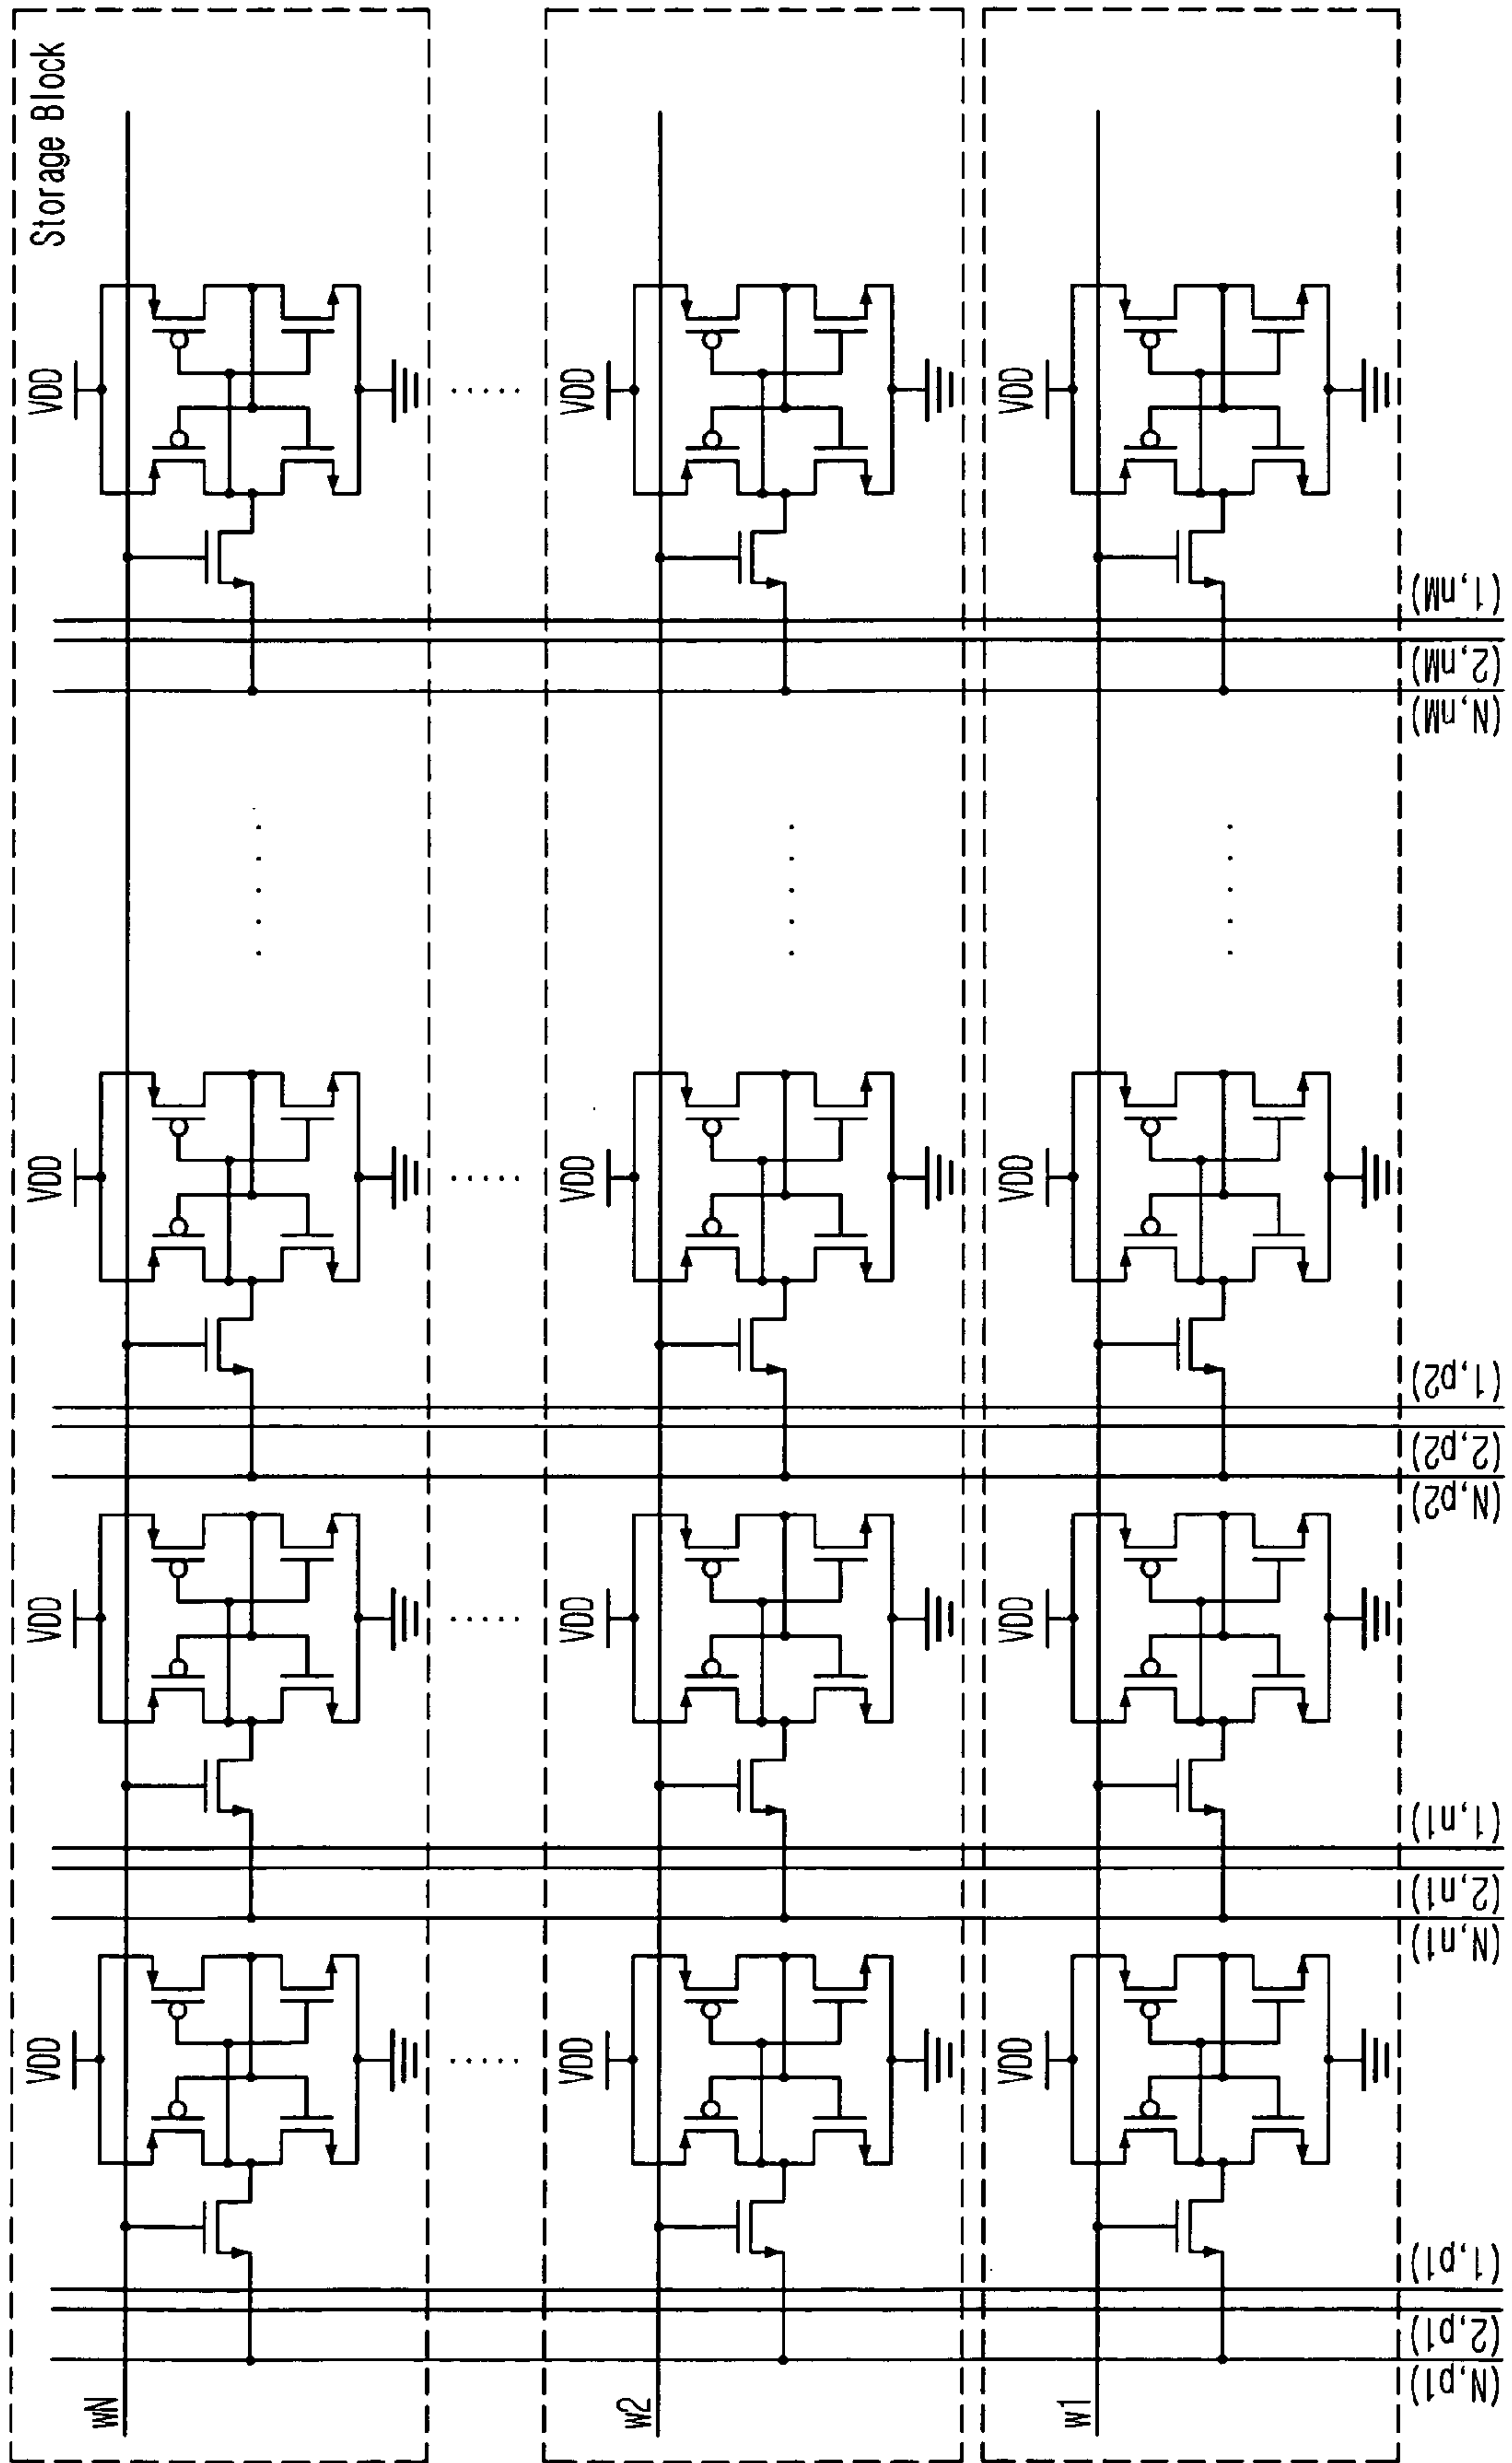 Storage Block
VDD
VDD
VDD
(1,nM)
(2,nM)
(N,nM)
VDD
VDD
VDD
(1,p2)
(2,p2)
(N,p2)
VDD
VDD
VDD
(1,n1)
(2,n1)
(N,n1)
VDD
VDD
VDD
(1,p1)
(2,p1)
(N,p1)
wN
w2
w1